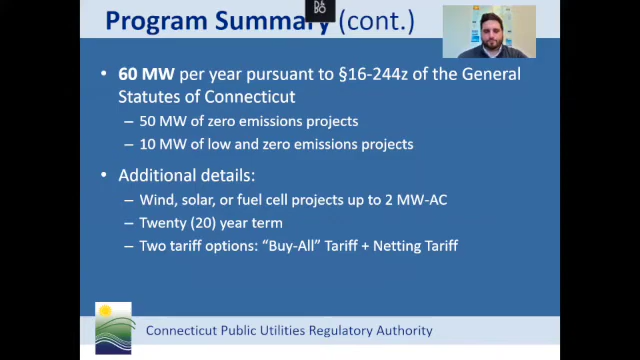 Program Summary (cont.)
DA
BO
• 60 MW per year pursuant to §16-244z of the General
Statutes of Connecticut
– 50 MW of zero emissions projects
– 10 MW of low and zero emissions projects
• Additional details:
– Wind, solar, or fuel cell projects up to 2 MW-AC
– Twenty (20) year term
– Two tariff options: “Buy-All” Tariff + Netting Tariff
Connecticut Public Utilities Regulatory Authority